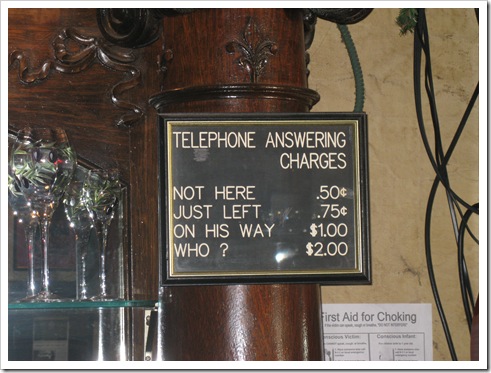 TELEPHONE ANSWERING
CHARGES
NOT HERE .50¢
JUST LEFT .75¢
ON HIS WAY $1.00
WHO ? $2.00
First Aid for Choking
Conscious Victim:
Conscious Infant: